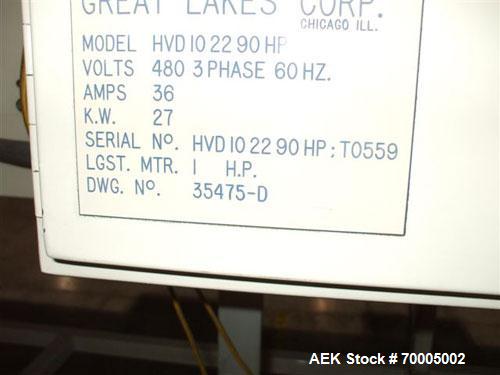 GREAT LAKES CORP.
CHICAGO ILL.
MODEL HVD 10 22 90 HP
VOLTS 480 3 PHASE 60 HZ.
AMPS 36
K.W. 27
SERIAL No. HVD 10 22 90 HP : T0559
LGST. MTR. 1 H.P.
DWG. No. 35475-D
AEK Stock # 70005002